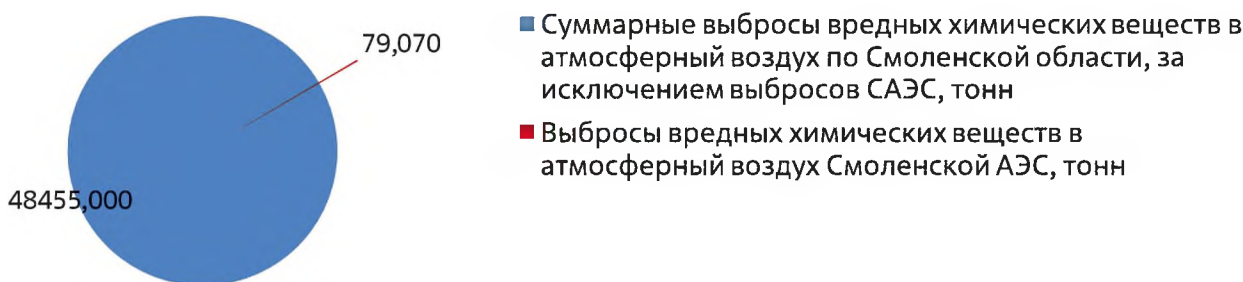 79,070
48455,000
Суммарные выбросы вредных химических веществ в
атмосферный воздух по Смоленской области, за
исключением выбросов САЭС, тонн
Выбросы вредных химических веществ в
атмосферный воздух Смоленской АЭС, тонн